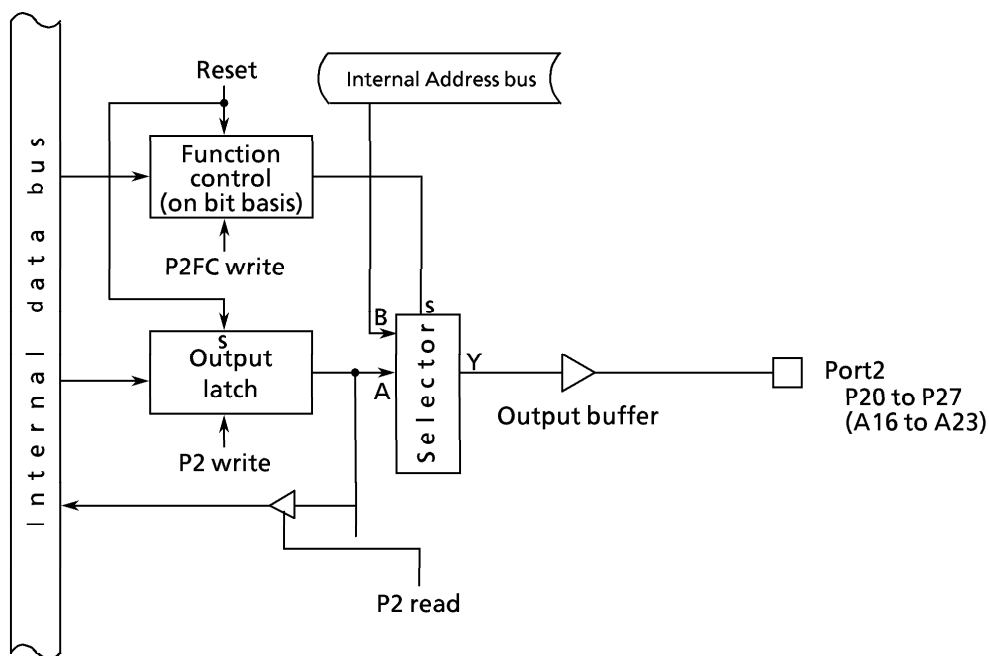 Internal data bus
Reset
Internal Address bus
Function
control
(on bit basis)
P2FC write
S
Output
latch
P2 write
B
A
S
Selector
Y
Output buffer
Port2
P20 to P27
(A16 to A23)
P2 read